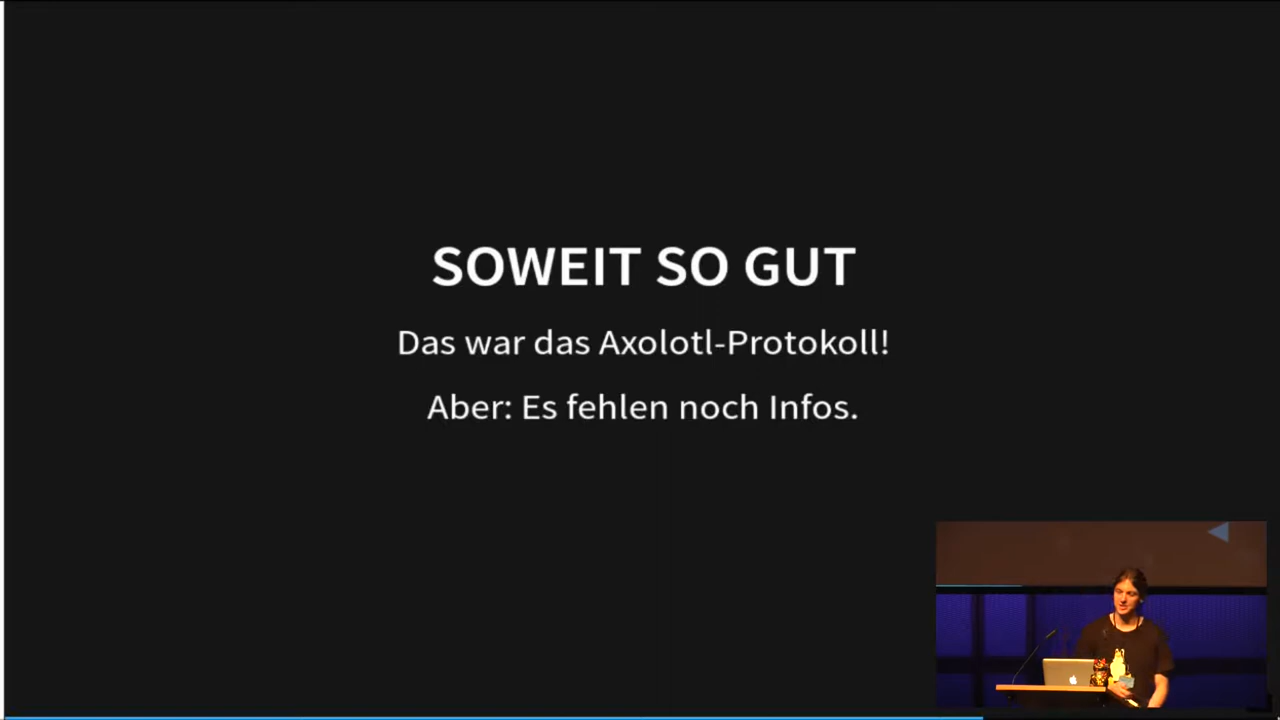 SOWEIT SO GUT
Das war das Axolotl-Protokoll!
Aber: Es fehlen noch Infos.